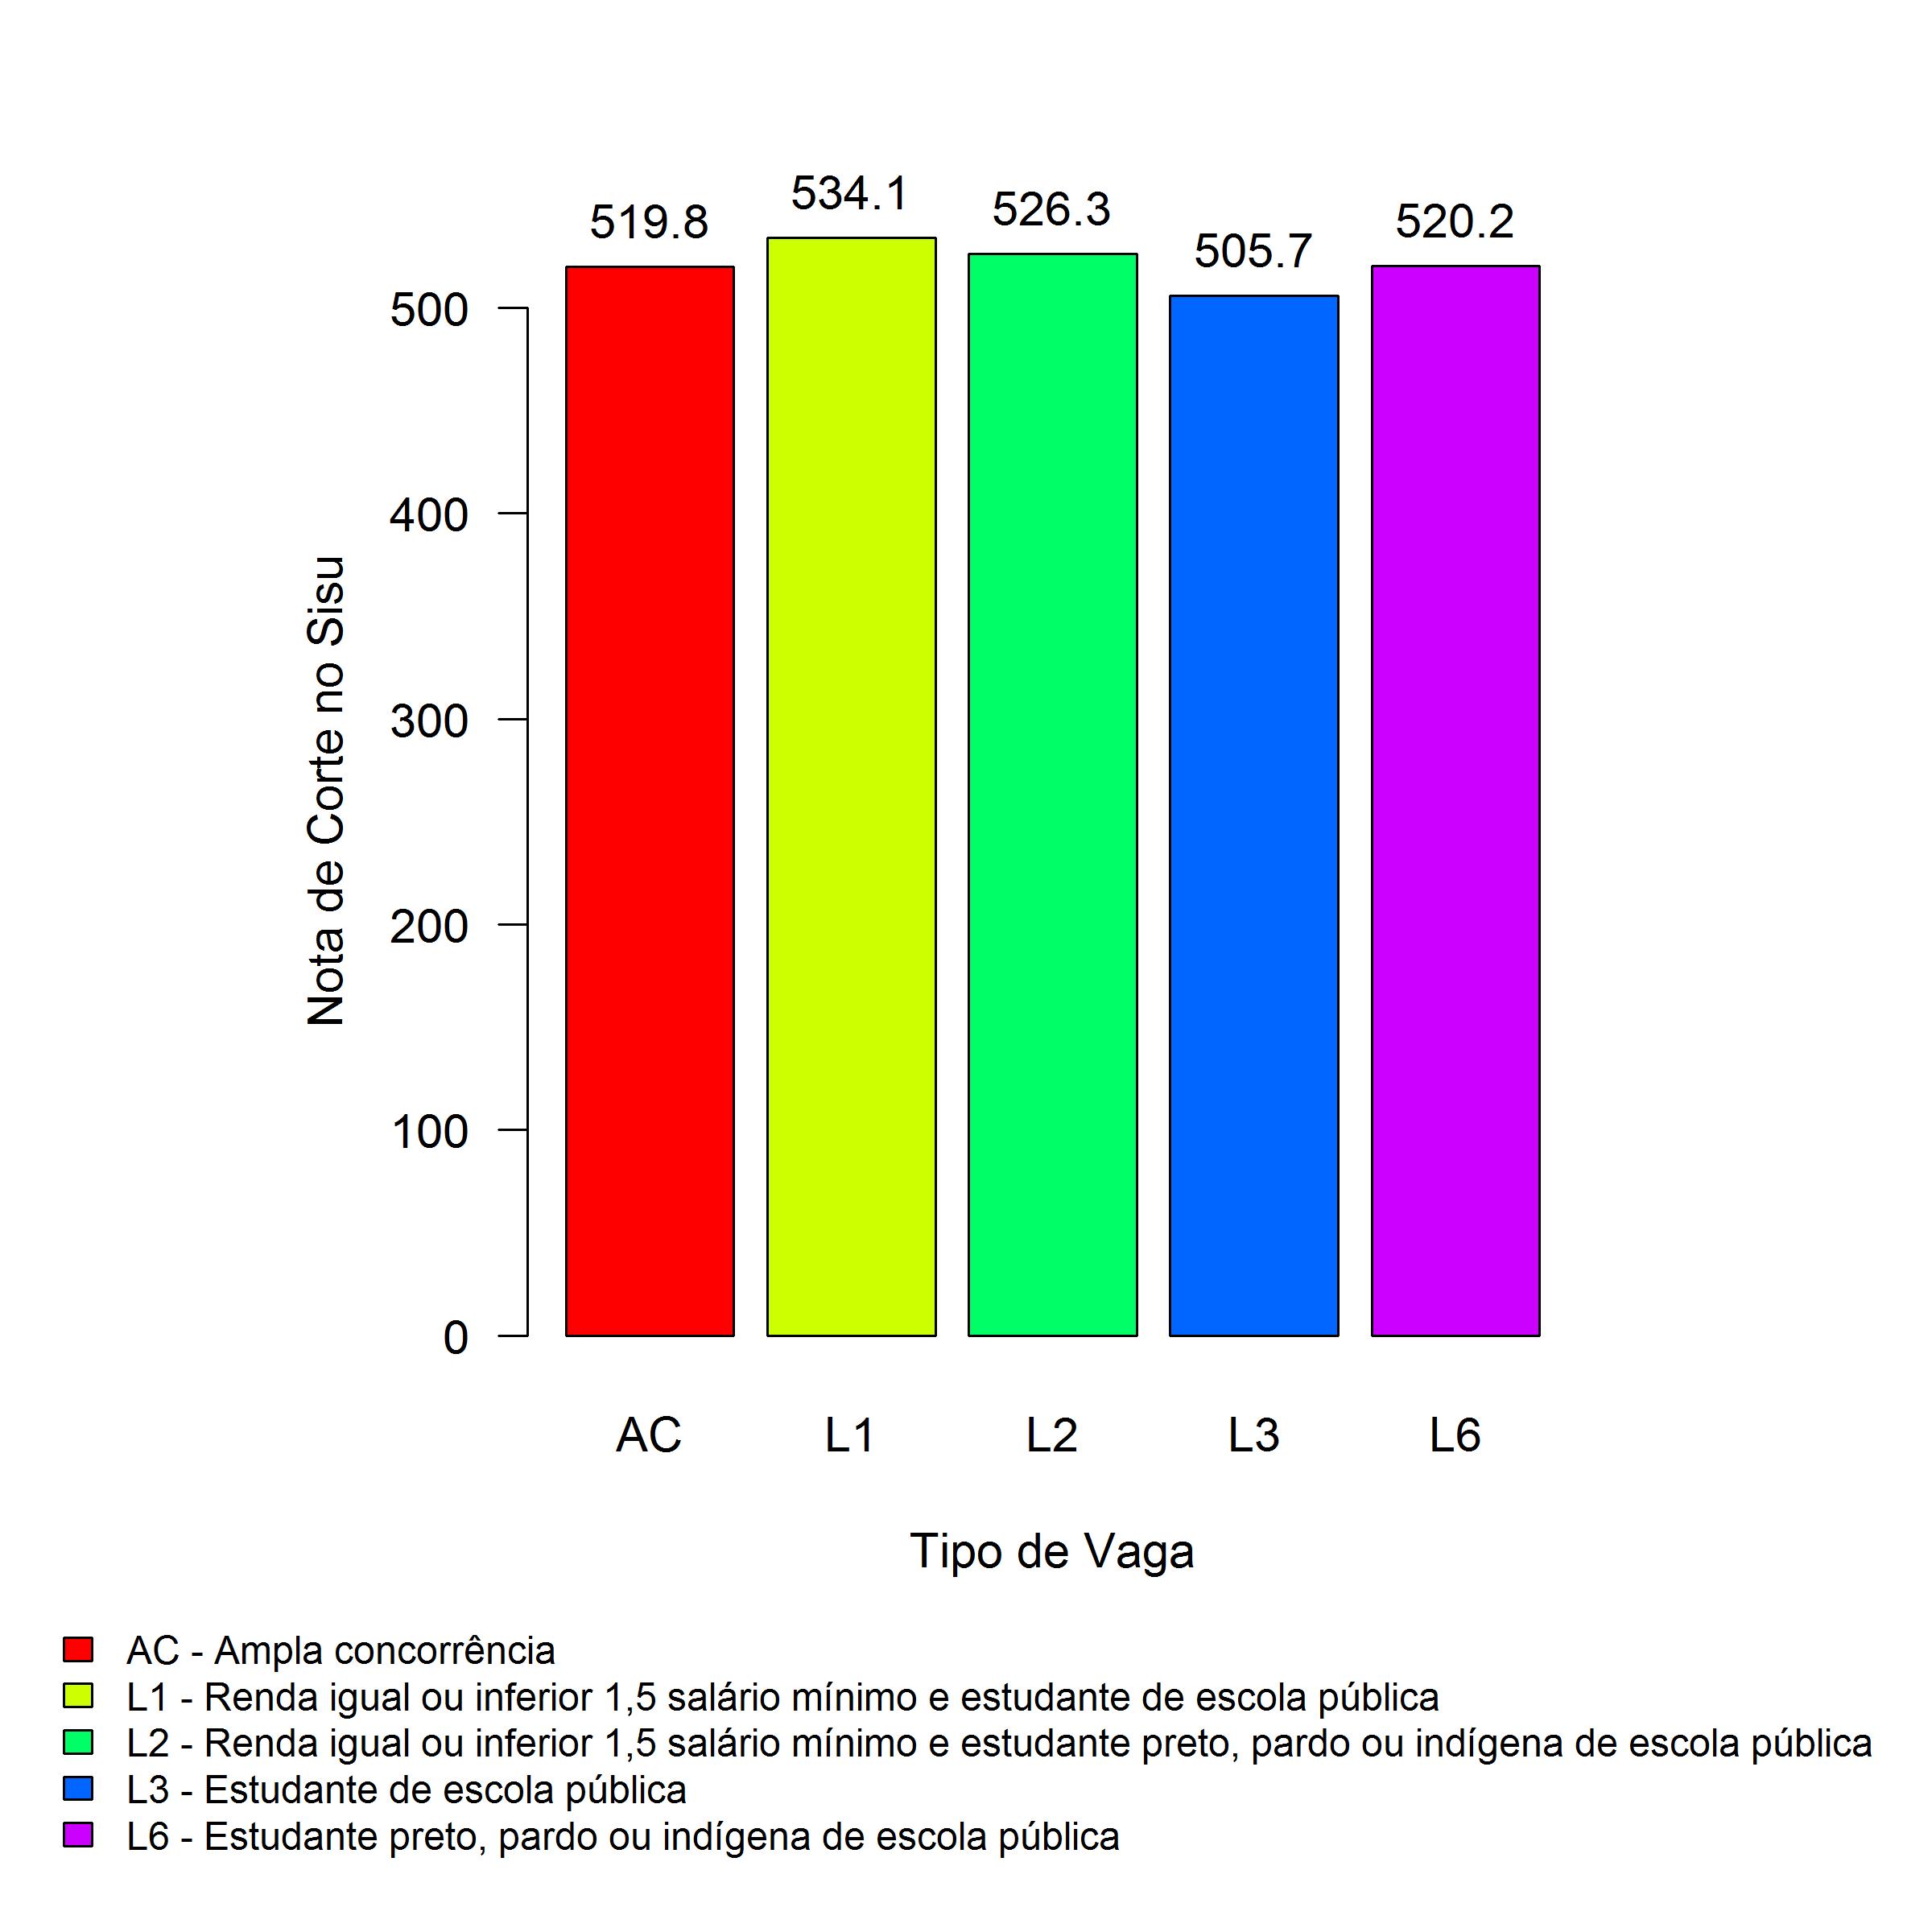 519.8
534.1
526.3
505.7
520.2
500
400
300
200
100
0
Nota de Corte no Sisu
AC
L1
L2
L3
L6
Tipo de Vaga
AC - Ampla concorrência
L1 - Renda igual ou inferior 1,5 salário mínimo e estudante de escola pública
L2 - Renda igual ou inferior 1,5 salário mínimo e estudante preto, pardo ou indígena de escola pública
L3 - Estudante de escola pública
L6 - Estudante preto, pardo ou indígena de escola pública